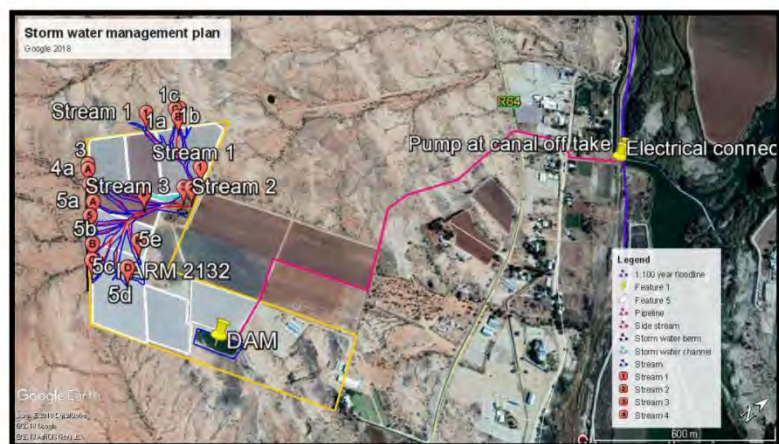 Storm water management plan
Google 2018
Stream 1
1c
1a
1b
R64
Pump at canal off take
Electrical connec
3
Stream 1
4a
Stream 3
Stream 2
5a
5b
5e
5c
FARM 2132
5d
DAM
Legend
1:100 year floodline
Feature 1
Feature 5
Pipeline
Side stream
Storm water berm
Storm water channel
Stream
Stream 1
Stream 2
Stream 3
Stream 4
Google Earth
600 m